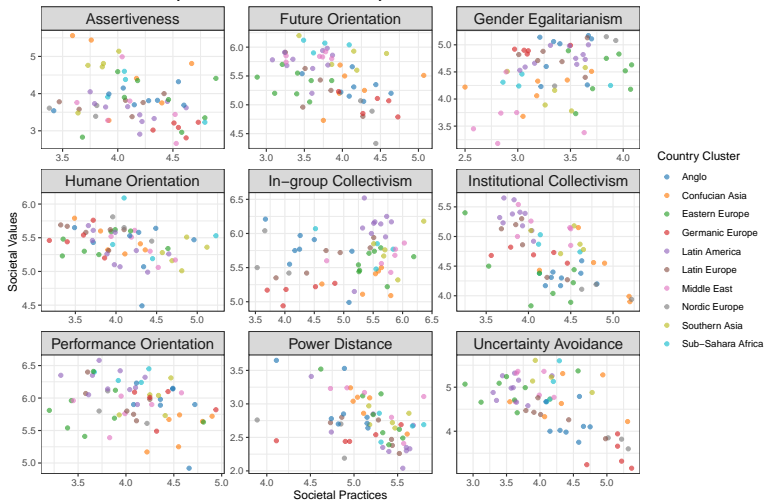 Assertiveness
Future Orientation
Gender Egalitarianism
5
4
3
3.5 4.0 4.5
6.0
5.5
5.0
4.5
3.0 3.5 4.0 4.5 5.0
5.0
4.5
4.0
3.5
2.5 3.0 3.5 4.0
Humane Orientation
In−group Collectivism
Institutional Collectivism
6.0
5.5
5.0
4.5
3.5 4.0 4.5 5.0
6.5
6.0
5.5
5.0
3.5 4.0 4.5 5.0 5.5 6.0 6.5
5.5
5.0
4.5
4.0
3.5 4.0 4.5 5.0
Performance Orientation
Power Distance
Uncertainty Avoidance
6.5
6.0
5.5
5.0
3.5 4.0 4.5 5.0
3.5
3.0
2.5
2.0
4.0 4.5 5.0 5.5
5
4
3.0 3.5 4.0 4.5 5.0
Societal Values
Societal Practices
Country Cluster
Anglo
Confucian Asia
Eastern Europe
Germanic Europe
Latin America
Latin Europe
Middle East
Nordic Europe
Southern Asia
Sub−Sahara Africa